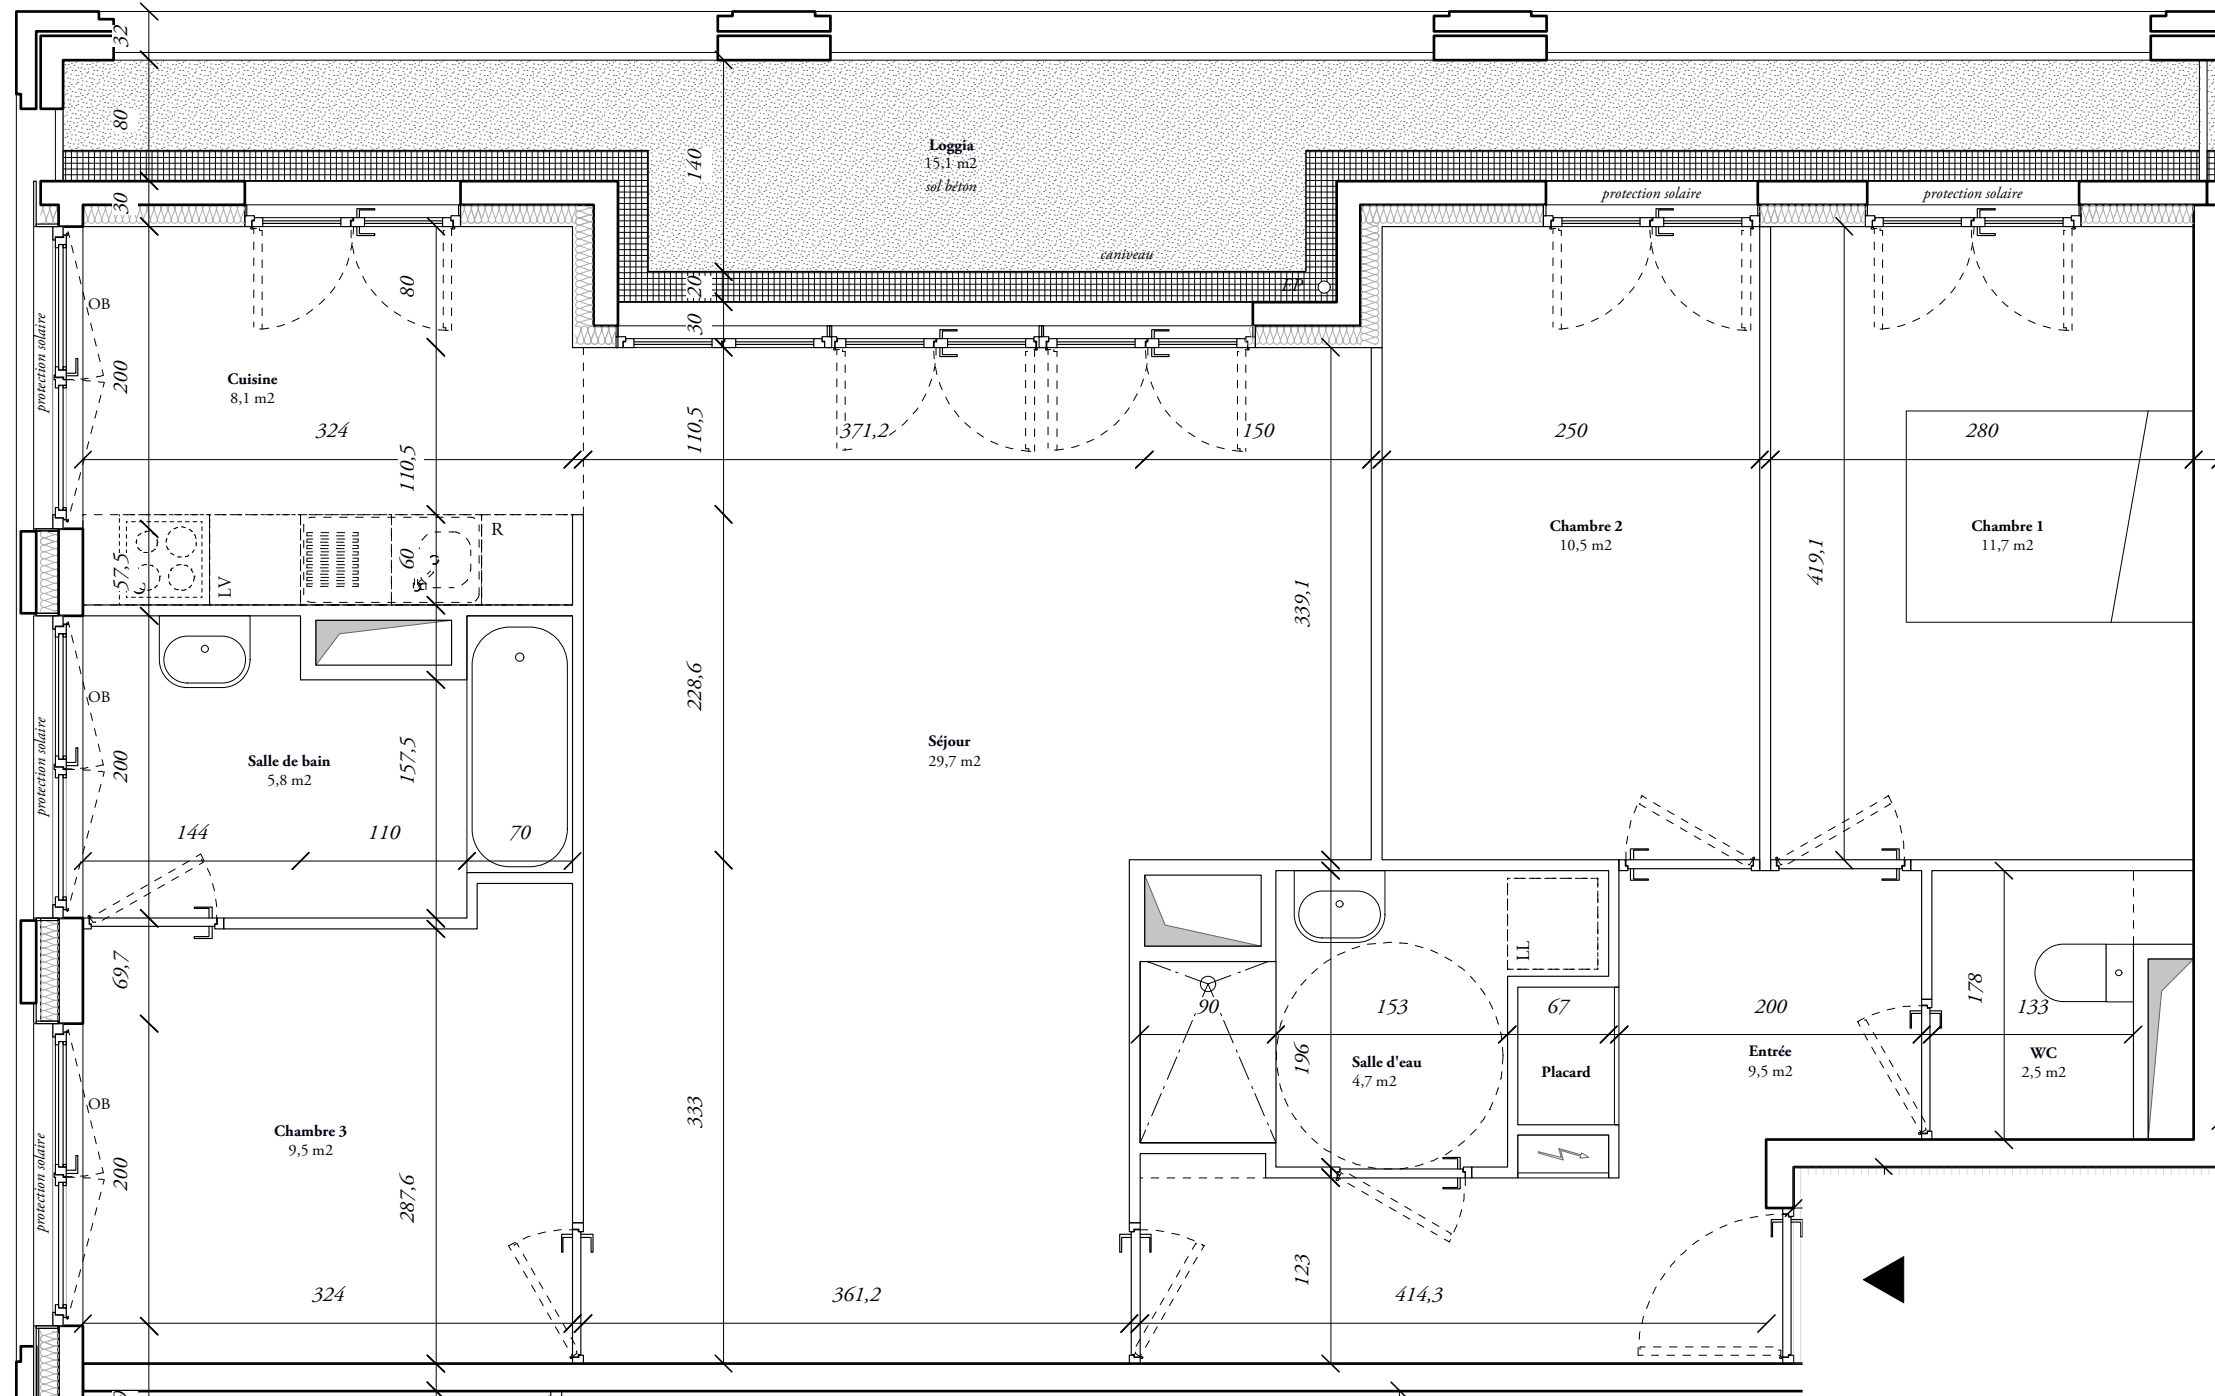 32
80
140
Loggia
15,1 m2
sol béton
30
protection solaire
protection solaire
caniveau
20
EP
30
OB
80
protection solaire
200
Cuisine
8,1 m2
324
110,5
110,5
371,2
150
250
280
57,5
LV
60
R
339,1
Chambre 2
10,5 m2
419,1
Chambre 1
11,7 m2
228,6
OB
protection solaire
200
Salle de bain
5,8 m2
157,5
Séjour
29,7 m2
144
110
70
69,7
LL
90
153
67
200
178
133
196
Salle d'eau
4,7 m2
Placard
Entrée
9,5 m2
WC
2,5 m2
OB
protection solaire
200
Chambre 3
9,5 m2
333
287,6
123
324
361,2
414,3